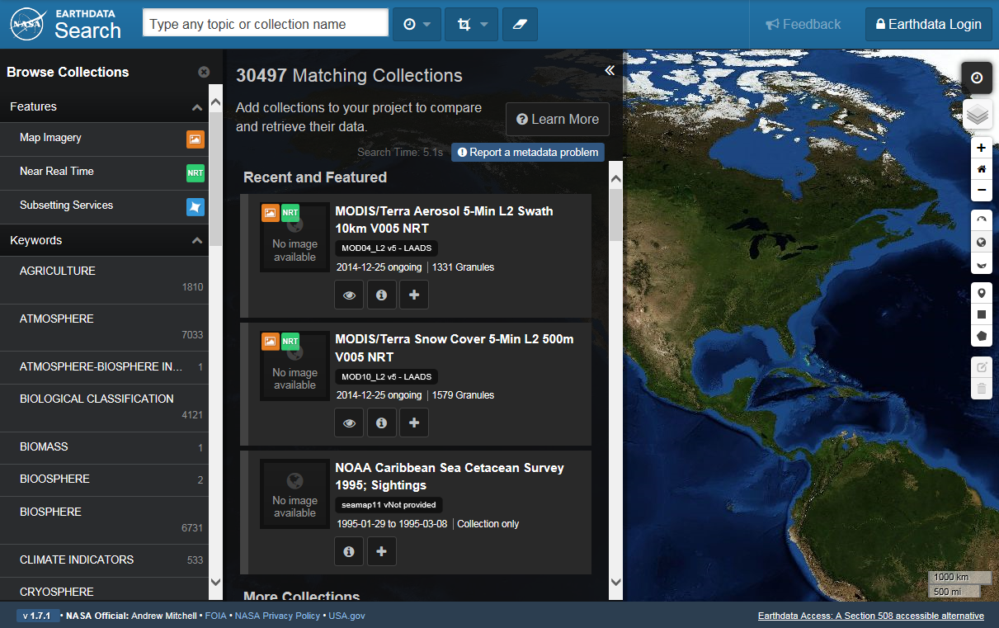 NASA
EARTHDATA
Search
Type any topic or collection name
Feedback
Earthdata Login
Browse Collections
Features
Map Imagery
Near Real Time
NRT
Subsetting Services
Keywords
AGRICULTURE
1810
ATMOSPHERE
7033
ATMOSPHERE-BIOSPHERE IN...
1
BIOLOGICAL CLASSIFICATION
4121
BIOMASS
1
BIOOSPHERE
2
BIOSPHERE
6731
CLIMATE INDICATORS
533
CRYOSPHERE
30497 Matching Collections
Add collections to your project to compare
and retrieve their data.
Learn More
Search Time: 5.1s
Report a metadata problem
Recent and Featured
NRT
No image
available
MODIS/Terra Aerosol 5-Min L2 Swath
10km V005 NRT
MOD04_L2 v5 - LAADS
2014-12-25 ongoing | 1331 Granules
NRT
No image
available
MODIS/Terra Snow Cover 5-Min L2 500m
V005 NRT
MOD10_L2 v5 - LAADS
2014-12-25 ongoing | 1579 Granules
No image
available
NOAA Caribbean Sea Cetacean Survey
1995; Sightings
seamap11 vNot provided
1995-01-29 to 1995-03-08 | Collection only
More Collections
1000 km
500 mi
v 1.7.1 • NASA Official: Andrew Mitchell • FOIA • NASA Privacy Policy • USA.gov
Earthdata Access: A Section 508 accessible alternative